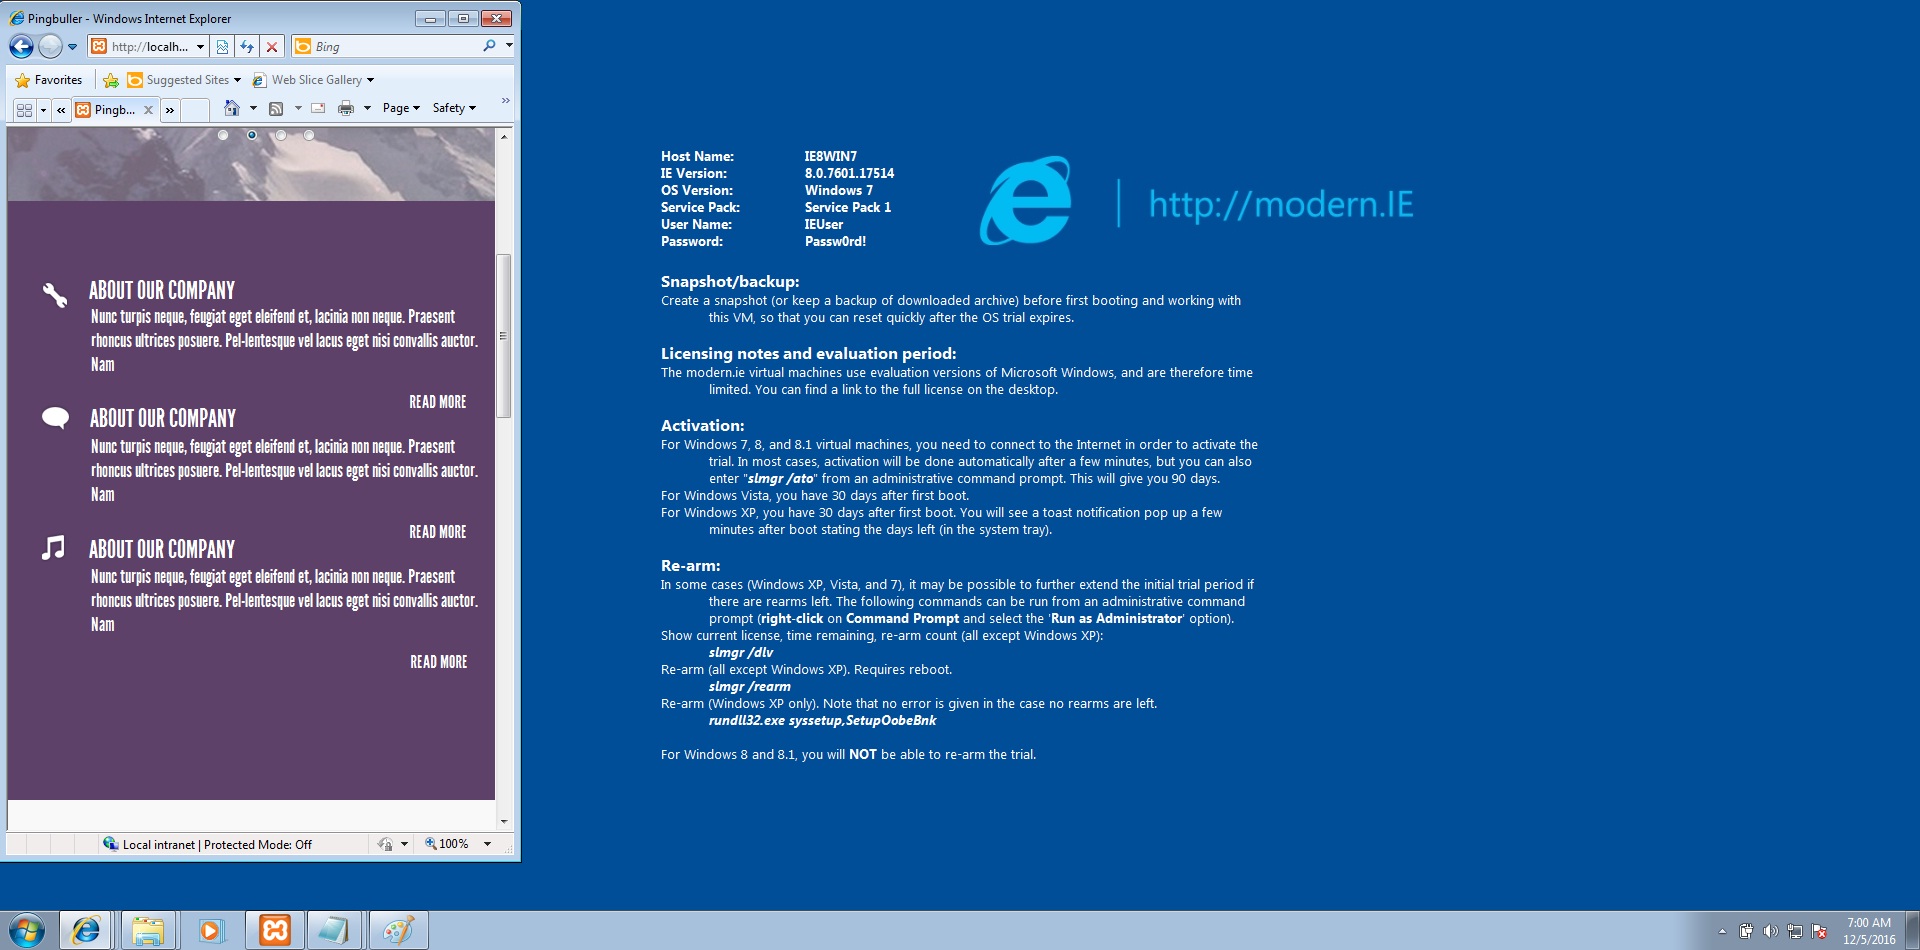 Pingbuller - Windows Internet Explorer
http://localh...
Bing
Favorites
Suggested Sites
Web Slice Gallery
Pingb...
Page
Safety
ABOUT OUR COMPANY
Nunc turpis neque, feugiat eget eleifend et, lacinia non neque. Praesent
rhoncus ultrices posuere. Pel-lentesque vel lacus eget nisi convallis auctor.
Nam
READ MORE
ABOUT OUR COMPANY
Nunc turpis neque, feugiat eget eleifend et, lacinia non neque. Praesent
rhoncus ultrices posuere. Pel-lentesque vel lacus eget nisi convallis auctor.
Nam
READ MORE
ABOUT OUR COMPANY
Nunc turpis neque, feugiat eget eleifend et, lacinia non neque. Praesent
rhoncus ultrices posuere. Pel-lentesque vel lacus eget nisi convallis auctor.
Nam
READ MORE
Local intranet | Protected Mode: Off
100%
Host Name: IE8WIN7
IE Version: 8.0.7601.17514
OS Version: Windows 7
Service Pack: Service Pack 1
User Name: IEUser
Password: Passw0rd!
http://modern.IE
Snapshot/backup:
Create a snapshot (or keep a backup of downloaded archive) before first booting and working with
this VM, so that you can reset quickly after the OS trial expires.
Licensing notes and evaluation period:
The modern.ie virtual machines use evaluation versions of Microsoft Windows, and are therefore time
limited. You can find a link to the full license on the desktop.
Activation:
For Windows 7, 8, and 8.1 virtual machines, you need to connect to the Internet in order to activate the
trial. In most cases, activation will be done automatically after a few minutes, but you can also
enter "slmgr /ato" from an administrative command prompt. This will give you 90 days.
For Windows Vista, you have 30 days after first boot.
For Windows XP, you have 30 days after first boot. You will see a toast notification pop up a few
minutes after boot stating the days left (in the system tray).
Re-arm:
In some cases (Windows XP, Vista, and 7), it may be possible to further extend the initial trial period if
there are rearms left. The following commands can be run from an administrative command
prompt (right-click on Command Prompt and select the 'Run as Administrator' option).
Show current license, time remaining, re-arm count (all except Windows XP):
slmgr /dlv
Re-arm (all except Windows XP). Requires reboot.
slmgr /rearm
Re-arm (Windows XP only). Note that no error is given in the case no rearms are left.
rundll32.exe syssetup,SetupOobeBnk
For Windows 8 and 8.1, you will NOT be able to re-arm the trial.
7:00 AM
12/5/2016